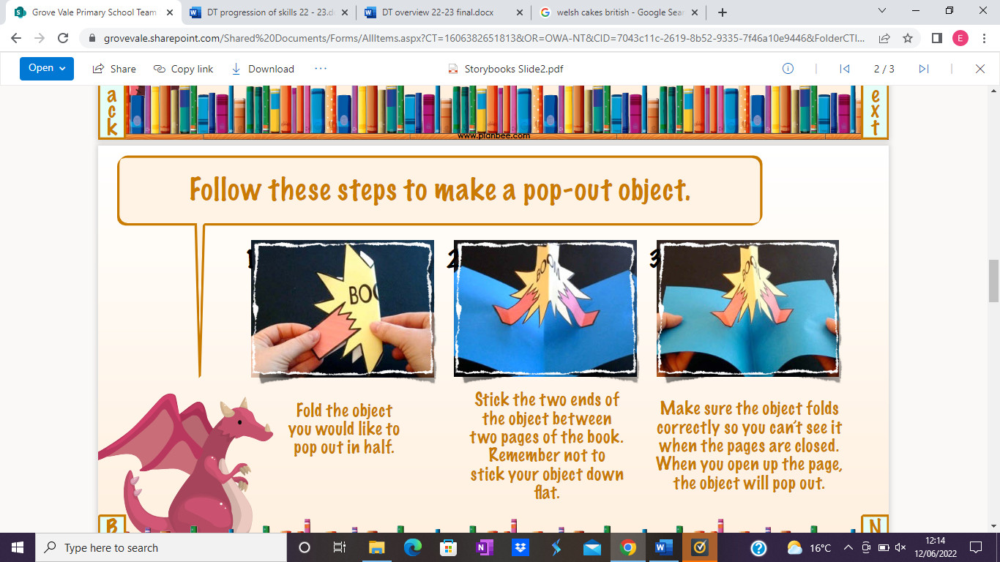 Grove Vale Primary School Team
DT progression of skills 22 - 23.d
DT overview 22-23 final.docx
welsh cakes british - Google Sear
grovevale.sharepoint.com/Shared%20Documents/Forms/AllItems.aspx?CT=1606382651813&OR=OWA-NT&CID=7043c11c-2619-8b52-9335-7f46a10e9446&FolderCTI...
E
Open
Share
Copy link
Download
...
Storybooks Slide2.pdf
2 / 3
a
c
k
e
x
t
www.planbee.com
Follow these steps to make a pop-out object.
1
2
3
BOO
BOOM
BOOM
Fold the object
you would like to
pop out in half.
Stick the two ends of
the object between
two pages of the book.
Remember not to
stick your object down
flat.
Make sure the object folds
correctly so you can't see it
when the pages are closed.
When you open up the page,
the object will pop out.
B
N
Type here to search
16°C
12:14
12/06/2022